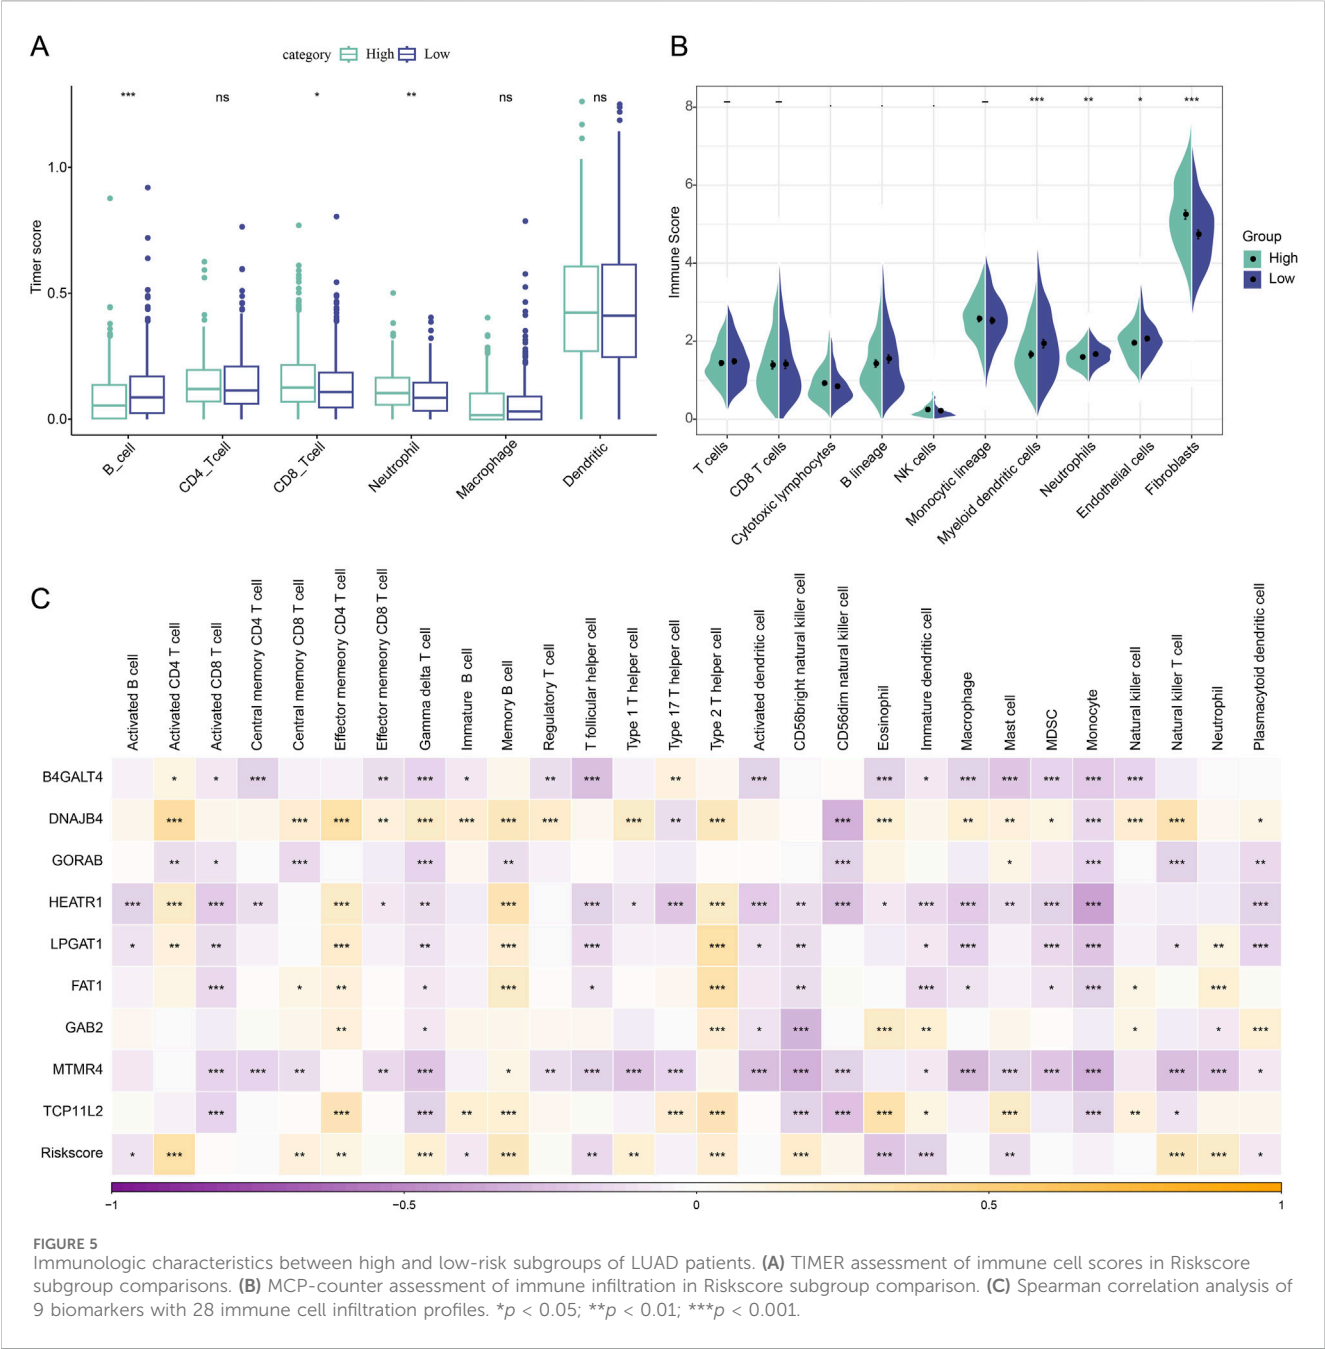 A
category High Low
*** ns * ** ns ns
Timer score
1.0
0.5
0.0
B_cell CD4_Tcell CD8_Tcell Neutrophil Macrophage Dendritic
B
– – . . . – *** ** * ***
Immune Score
8
6
4
2
0
Group
High
Low
T cells CD8 T cells Cytotoxic lymphocytes B lineage NK cells Monocytic lineage Myeloid dendritic cells Neutrophils Endothelial cells Fibroblasts
C
Activated B cell
Activated CD4 T cell
Activated CD8 T cell
Central memory CD4 T cell
Central memory CD8 T cell
Effector memeory CD4 T cell
Effector memeory CD8 T cell
Gamma delta T cell
Immature B cell
Memory B cell
Regulatory T cell
T follicular helper cell
Type 1 T helper cell
Type 17 T helper cell
Type 2 T helper cell
Activated dendritic cell
CD56bright natural killer cell
CD56dim natural killer cell
Eosinophil
Immature dendritic cell
Macrophage
Mast cell
MDSC
Monocyte
Natural killer cell
Natural killer T cell
Neutrophil
Plasmacytoid dendritic cell
B4GALT4 * * *** ** *** * ** *** ** *** *** * *** *** *** *** ***
DNAJB4 *** *** *** ** *** *** *** *** *** ** *** *** *** ** ** * *** *** *** *
GORAB ** * *** *** ** *** * *** *** **
HEATR1 *** *** *** ** *** * ** *** *** * *** *** *** ** *** * *** *** ** *** *** ***
LPGAT1 * ** ** *** ** *** *** *** * ** * *** *** *** * ** ***
FAT1 *** * ** * *** * *** ** *** * * *** * ***
GAB2 ** * *** * *** *** ** * * ***
MTMR4 *** *** ** ** *** * ** *** *** *** *** *** *** * *** *** *** *** *** *** *
TCP11L2 *** *** *** ** *** *** *** *** *** *** * *** *** ** *
Riskscore * *** ** ** *** * *** ** ** *** *** *** *** ** *** *** *
−1 −0.5 0 0.5 1
FIGURE 5
Immunologic characteristics between high and low-risk subgroups of LUAD patients. (A) TIMER assessment of immune cell scores in Riskscore
subgroup comparisons. (B) MCP-counter assessment of immune infiltration in Riskscore subgroup comparison. (C) Spearman correlation analysis of
9 biomarkers with 28 immune cell infiltration profiles. *p < 0.05; **p < 0.01; ***p < 0.001.